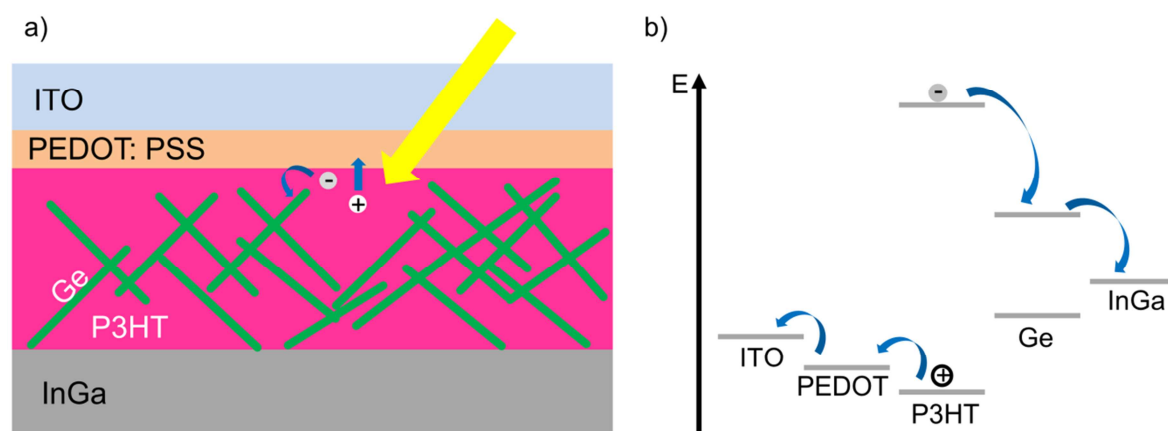 a)
ITO
PEDOT: PSS
-
+
Ge
P3HT
InGa
b)
E
-
InGa
Ge
ITO
PEDOT
+
P3HT